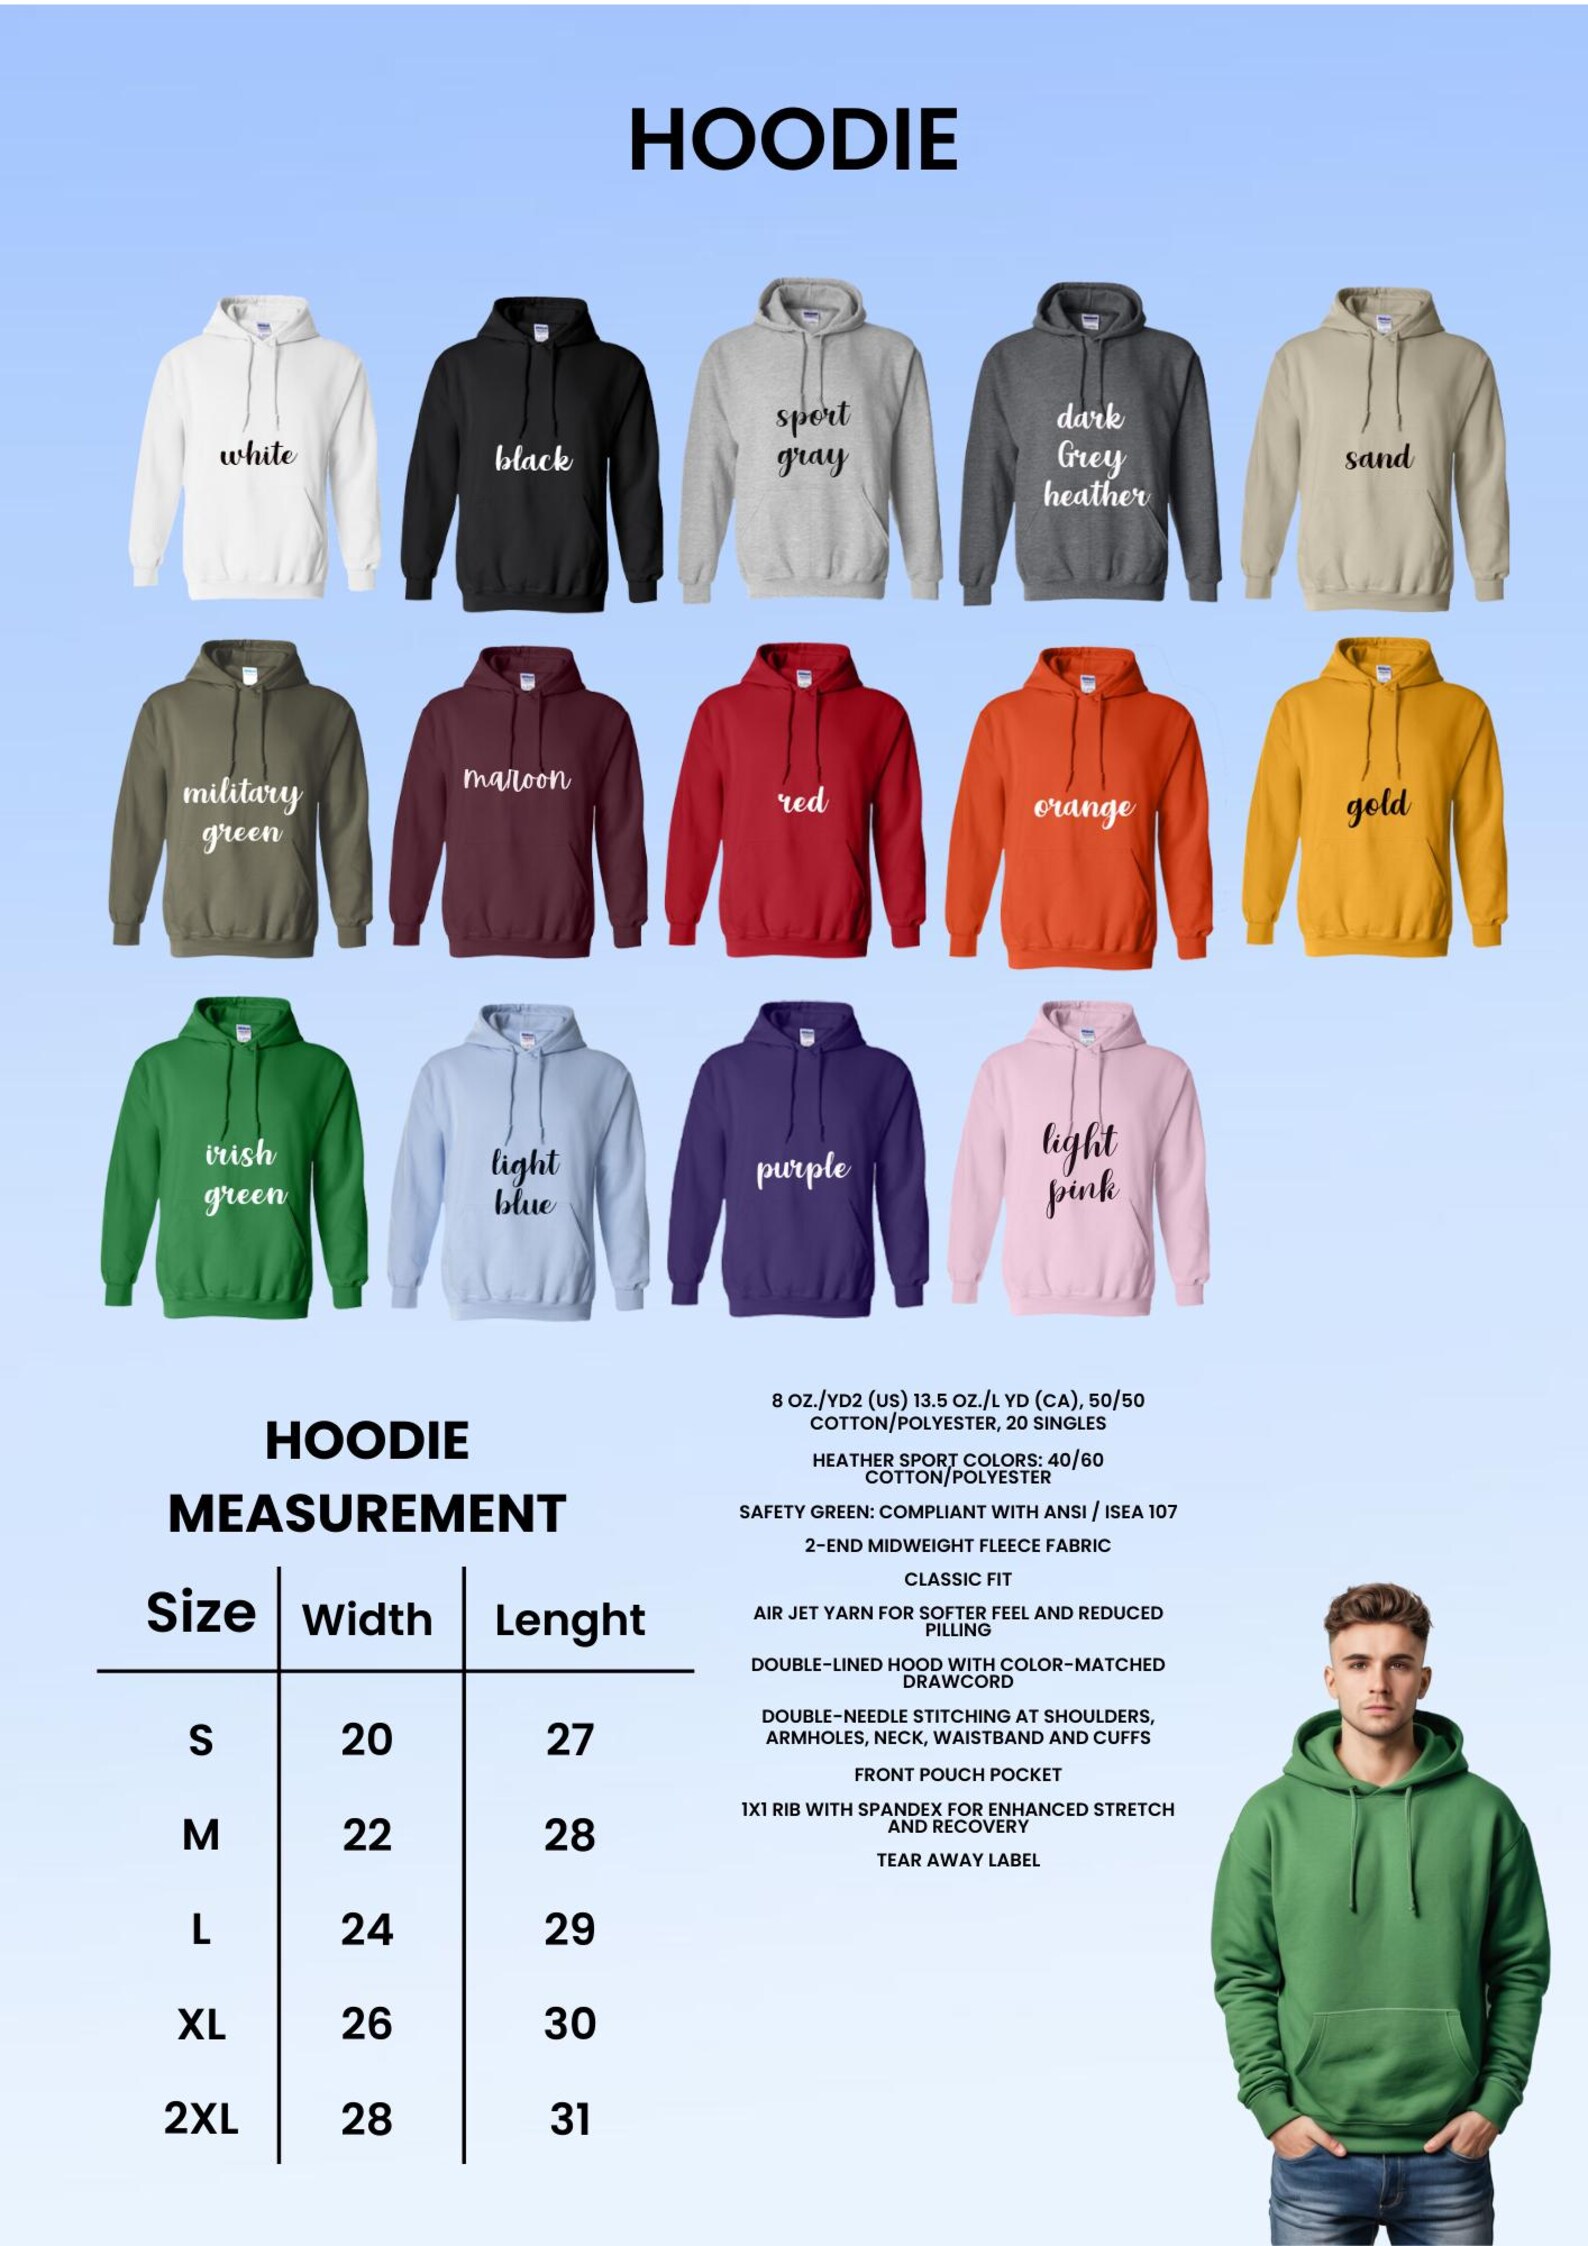 HOODIE
white
black
sport
gray
dark
Grey
heather
sand
military
green
maroon
red
orange
gold
irish
green
light
blue
purple
light
pink
HOODIE
MEASUREMENT
Size Width Lenght
S 20 27
M 22 28
L 24 29
XL 26 30
2XL 28 31
8 OZ./YD2 (US) 13.5 OZ./L YD (CA), 50/50
COTTON/POLYESTER, 20 SINGLES
HEATHER SPORT COLORS: 40/60
COTTON/POLYESTER
SAFETY GREEN: COMPLIANT WITH ANSI / ISEA 107
2-END MIDWEIGHT FLEECE FABRIC
CLASSIC FIT
AIR JET YARN FOR SOFTER FEEL AND REDUCED
PILLING
DOUBLE-LINED HOOD WITH COLOR-MATCHED
DRAWCORD
DOUBLE-NEEDLE STITCHING AT SHOULDERS,
ARMHOLES, NECK, WAISTBAND AND CUFFS
FRONT POUCH POCKET
1X1 RIB WITH SPANDEX FOR ENHANCED STRETCH
AND RECOVERY
TEAR AWAY LABEL